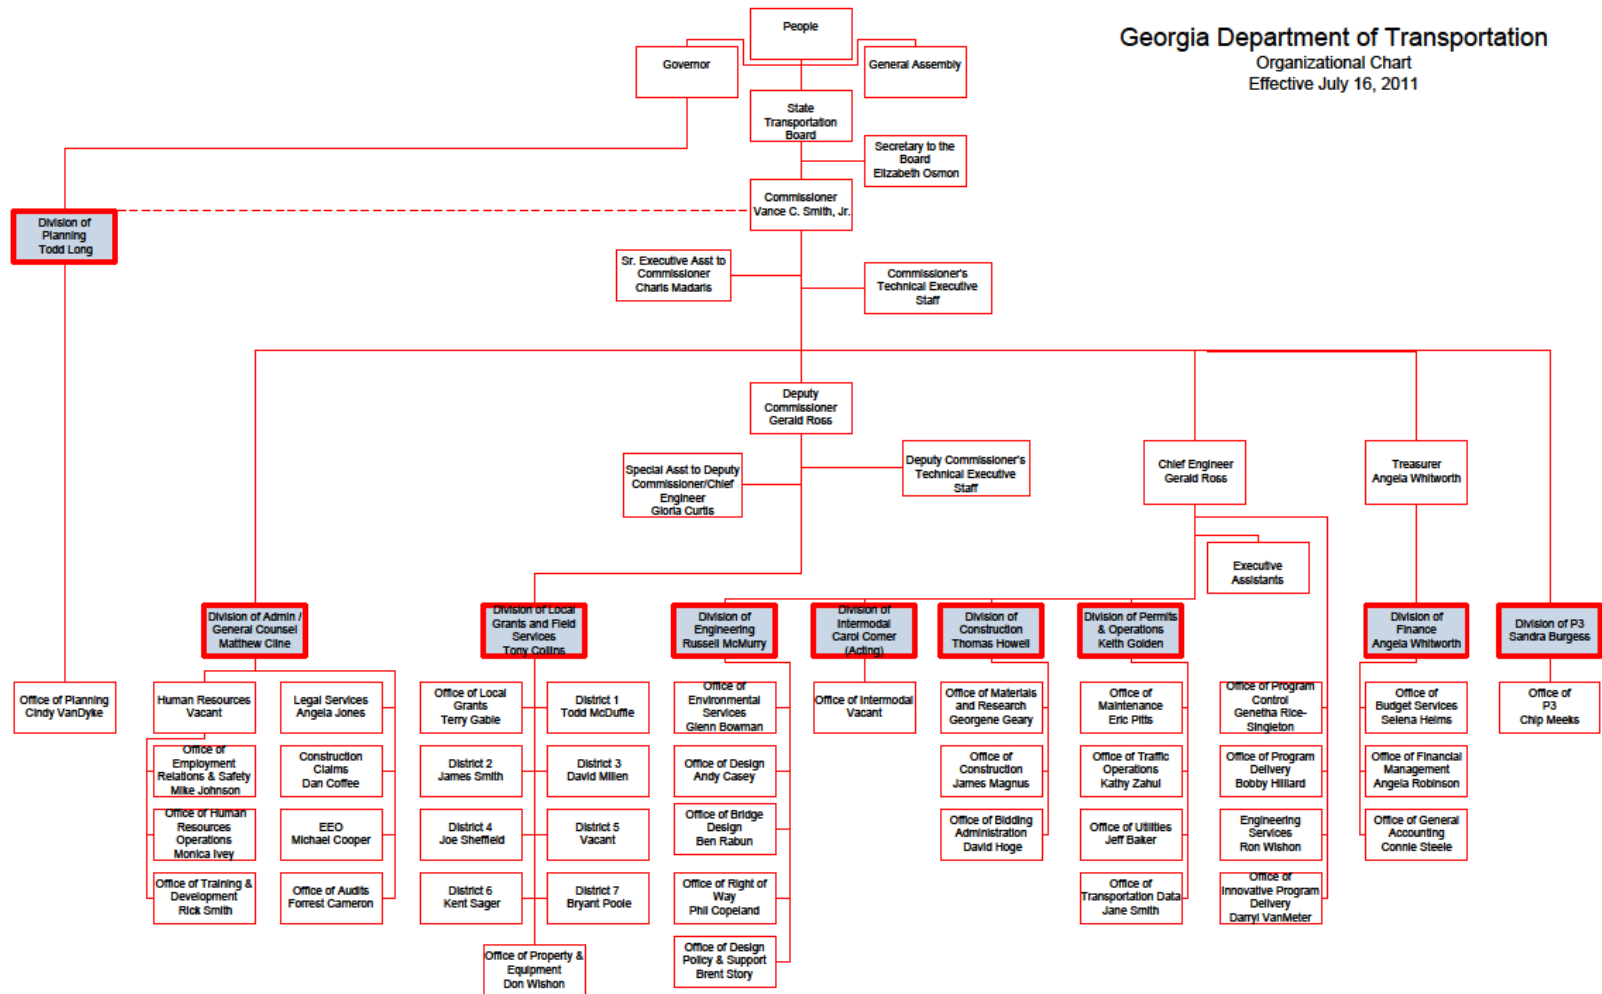 People
Georgia Department of Transportation
Organizational Chart
Effective July 16, 2011
Governor
General Assembly
State
Transportation
Board
Secretary to the
Board
Elizabeth Osmon
Commissioner
Vance C. Smith, Jr.
Division of
Planning
Todd Long
Sr. Executive Asst to
Commissioner
Charis Madaris
Commissioner's
Technical Executive
Staff
Deputy
Commissioner
Gerald Ross
Special Asst to Deputy
Commissioner/Chief
Engineer
Gloria Curtis
Deputy Commissioner's
Technical Executive
Staff
Chief Engineer
Gerald Ross
Treasurer
Angela Whitworth
Executive
Assistants
Division of Admin /
General Counsel
Matthew Cline
Division of Local
Grants and Field
Services
Tony Collins
Division of
Engineering
Russell McMurry
Division of
Intermodal
Carol Comer
(Acting)
Division of
Construction
Thomas Howell
Division of Permits
& Operations
Keith Golden
Division of
Finance
Angela Whitworth
Division of P3
Sandra Burgess
Office of Planning
Cindy VanDyke
Human Resources
Vacant
Legal Services
Angela Jones
Office of Local
Grants
Terry Gable
District 1
Todd McDuffie
Office of
Environmental
Services
Glenn Bowman
Office of Intermodal
Vacant
Office of Materials
and Research
Georgene Geary
Office of
Maintenance
Eric Pitts
Office of Program
Control
Genetha Rice-
Singleton
Office of
Budget Services
Selena Helms
Office of
P3
Chip Meeks
Office of
Employment
Relations & Safety
Mike Johnson
Construction
Claims
Dan Coffee
District 2
James Smith
District 3
David Millen
Office of Design
Andy Casey
Office of
Construction
James Magnus
Office of Traffic
Operations
Kathy Zahul
Office of Program
Delivery
Bobby Hilliard
Office of Financial
Management
Angela Robinson
Office of Human
Resources
Operations
Monica Ivey
EEO
Michael Cooper
District 4
Joe Sheffield
District 5
Vacant
Office of Bridge
Design
Ben Rabun
Office of Bidding
Administration
David Hoge
Office of Utilities
Jeff Baker
Engineering
Services
Ron Wishon
Office of General
Accounting
Connie Steele
Office of Training &
Development
Rick Smith
Office of Audits
Forrest Cameron
District 6
Kent Sager
District 7
Bryant Poole
Office of Right of
Way
Phil Copeland
Office of
Transportation Data
Jane Smith
Office of
Innovative Program
Delivery
Darryl VanMeter
Office of Property &
Equipment
Don Wishon
Office of Design
Policy & Support
Brent Story